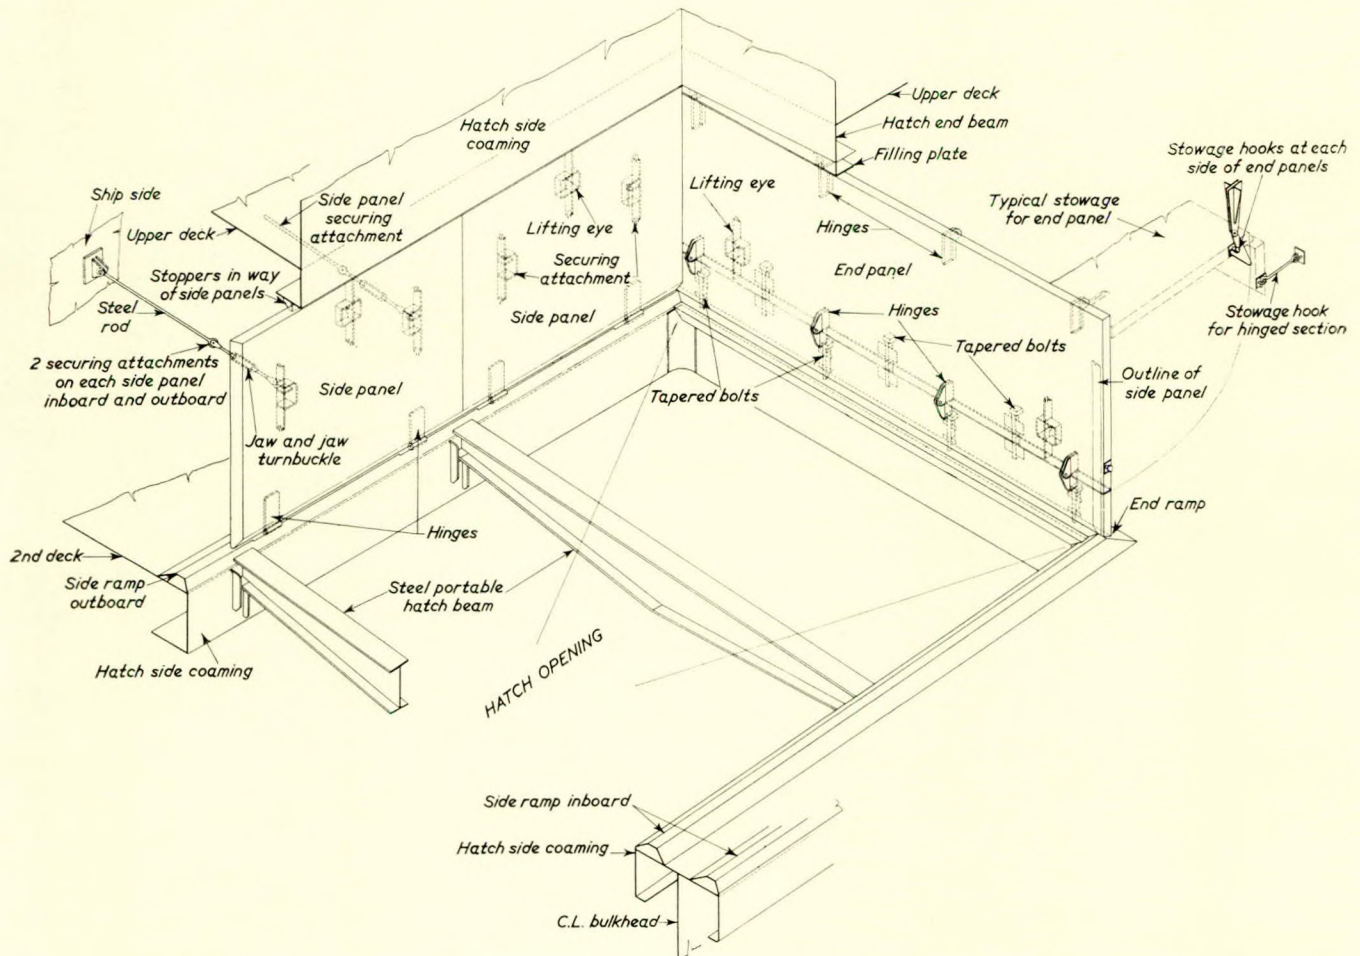 Upper deck
Hatch end beam
Filling plate
Hatch side
coaming
Stowage hooks at each
side of end panels
Ship side
Side panel
securing
attachment
Lifting eye
Typical stowage
for end panel
Upper deck
Lifting eye
Hinges
Stoppers in way
of side panels
Securing
attachment
End panel
Steel
rod
Side panel
Hinges
Stowage hook
for hinged section
Tapered bolts
2 securing attachments
on each side panel
inboard and outboard
Side panel
Outline of
side panel
Tapered bolts
Jaw and jaw
turnbuckle
End ramp
Hinges
2nd deck
Side ramp
outboard
Steel portable
hatch beam
Hatch side coaming
HATCH OPENING
Side ramp inboard
Hatch side coaming
C.L. bulkhead